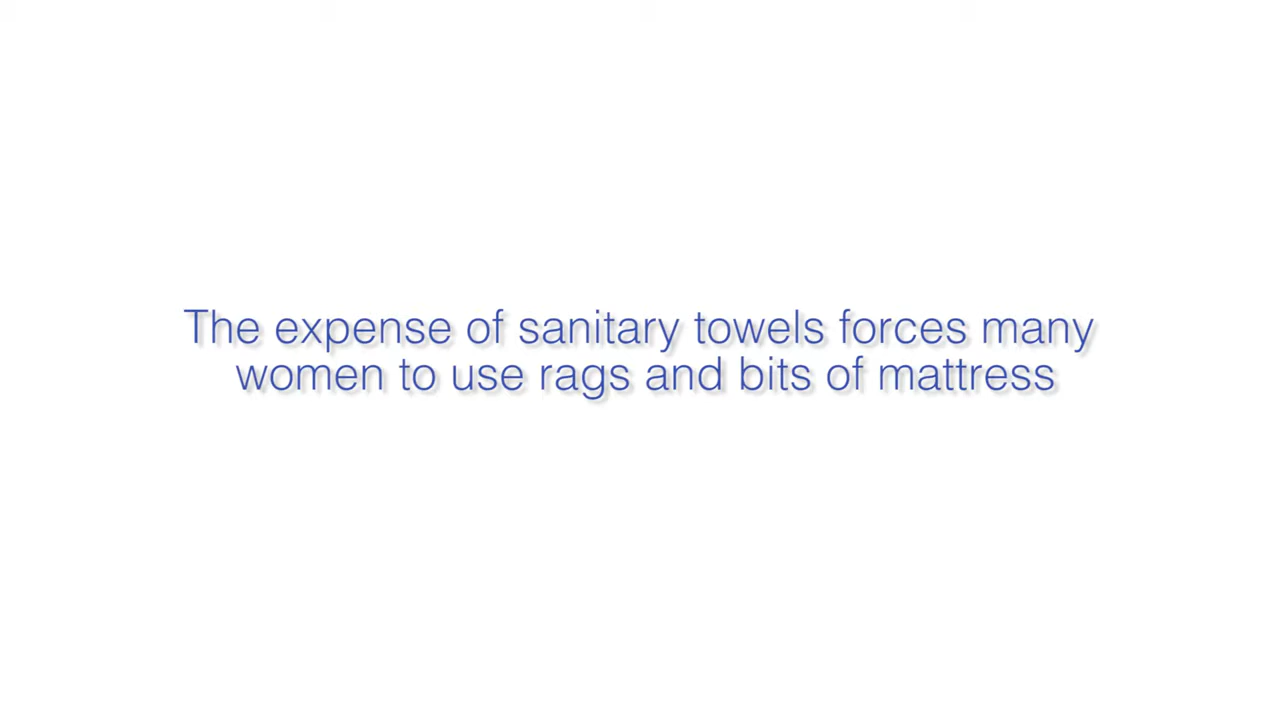 The expense of sanitary towels forces many
women to use rags and bits of mattress